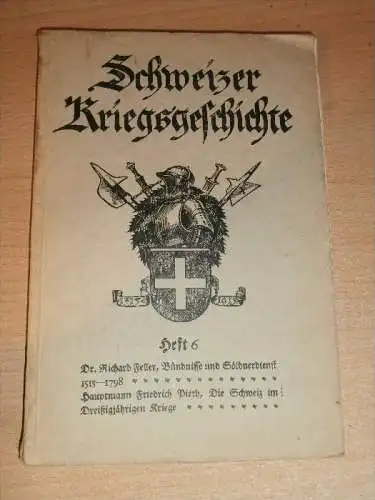 Schweizer
Kriegsgeschichte
Heft 6
Dr. Richard Feller, Bündnisse und Söldnerdienst
1515—1798
Hauptmann Friedrich Pieth, Die Schweiz im
Dreißigjährigen Kriege